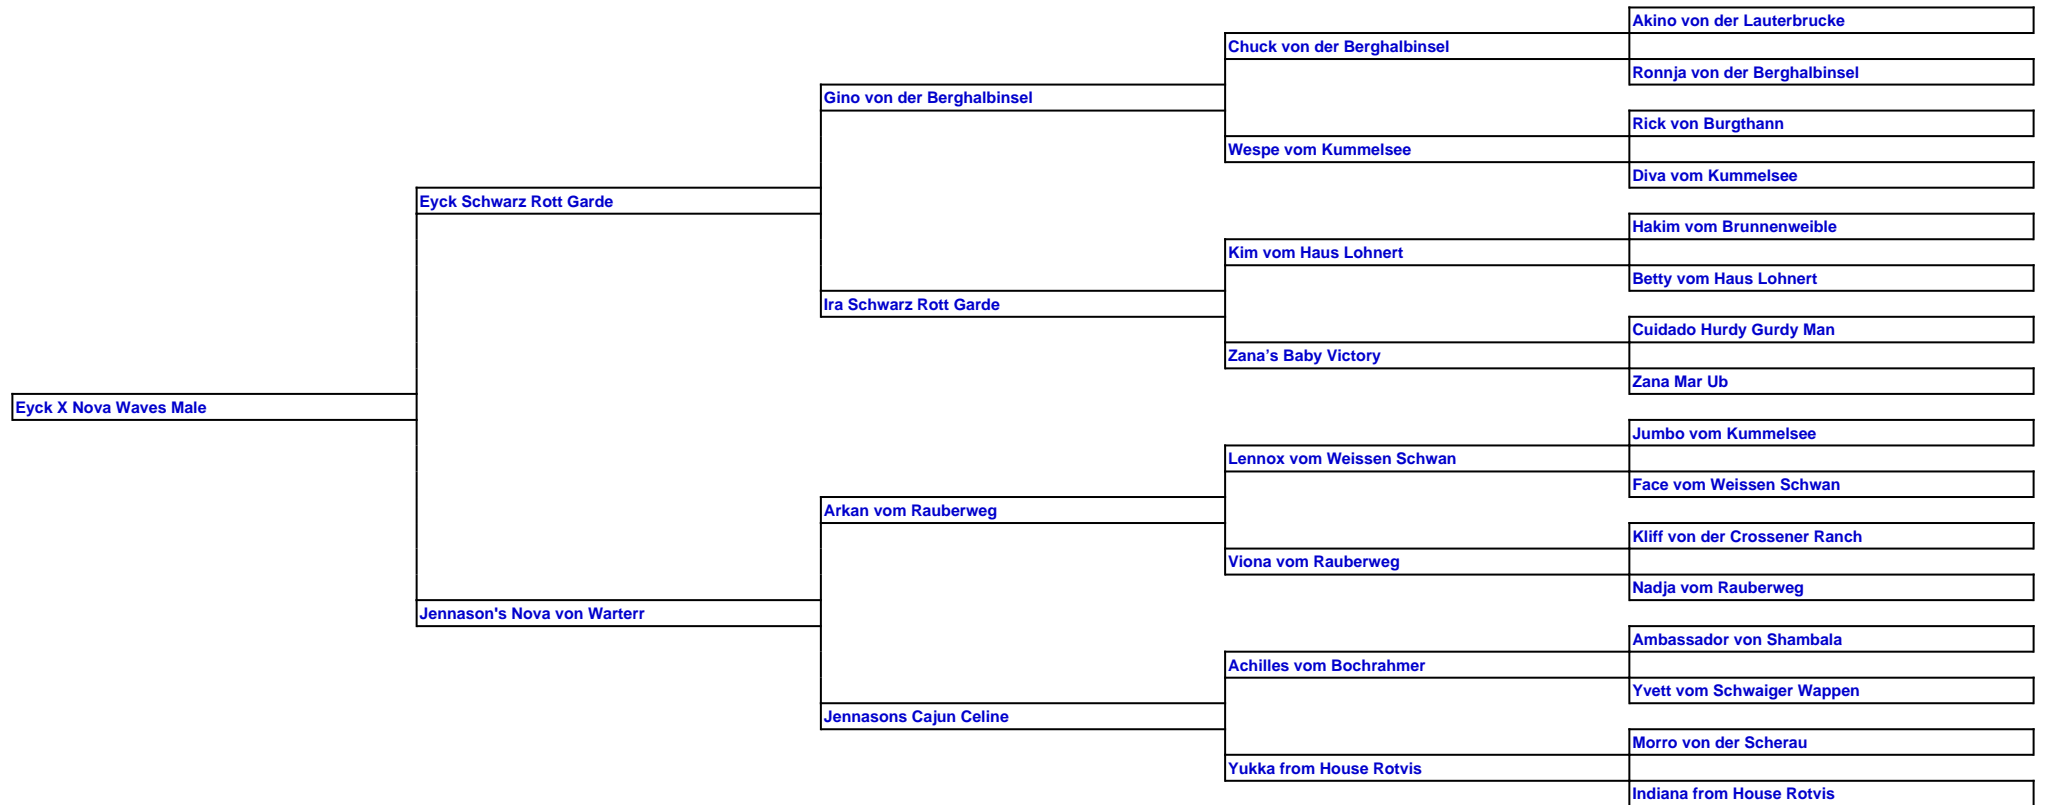 Akino von der Lauterbrucke
Chuck von der Berghalbinsel
Ronnja von der Berghalbinsel
Gino von der Berghalbinsel
Rick von Burgthann
Wespe vom Kummelsee
Diva vom Kummelsee
Eyck Schwarz Rott Garde
Hakim vom Brunnenweible
Kim vom Haus Lohnert
Betty vom Haus Lohnert
Ira Schwarz Rott Garde
Cuidado Hurdy Gurdy Man
Zana’s Baby Victory
Zana Mar Ub
Eyck X Nova Waves Male
Jumbo vom Kummelsee
Lennox vom Weissen Schwan
Face vom Weissen Schwan
Arkan vom Rauberweg
Kliff von der Crossener Ranch
Viona vom Rauberweg
Nadja vom Rauberweg
Jennason's Nova von Warterr
Ambassador von Shambala
Achilles vom Bochrahmer
Yvett vom Schwaiger Wappen
Jennasons Cajun Celine
Morro von der Scherau
Yukka from House Rotvis
Indiana from House Rotvis